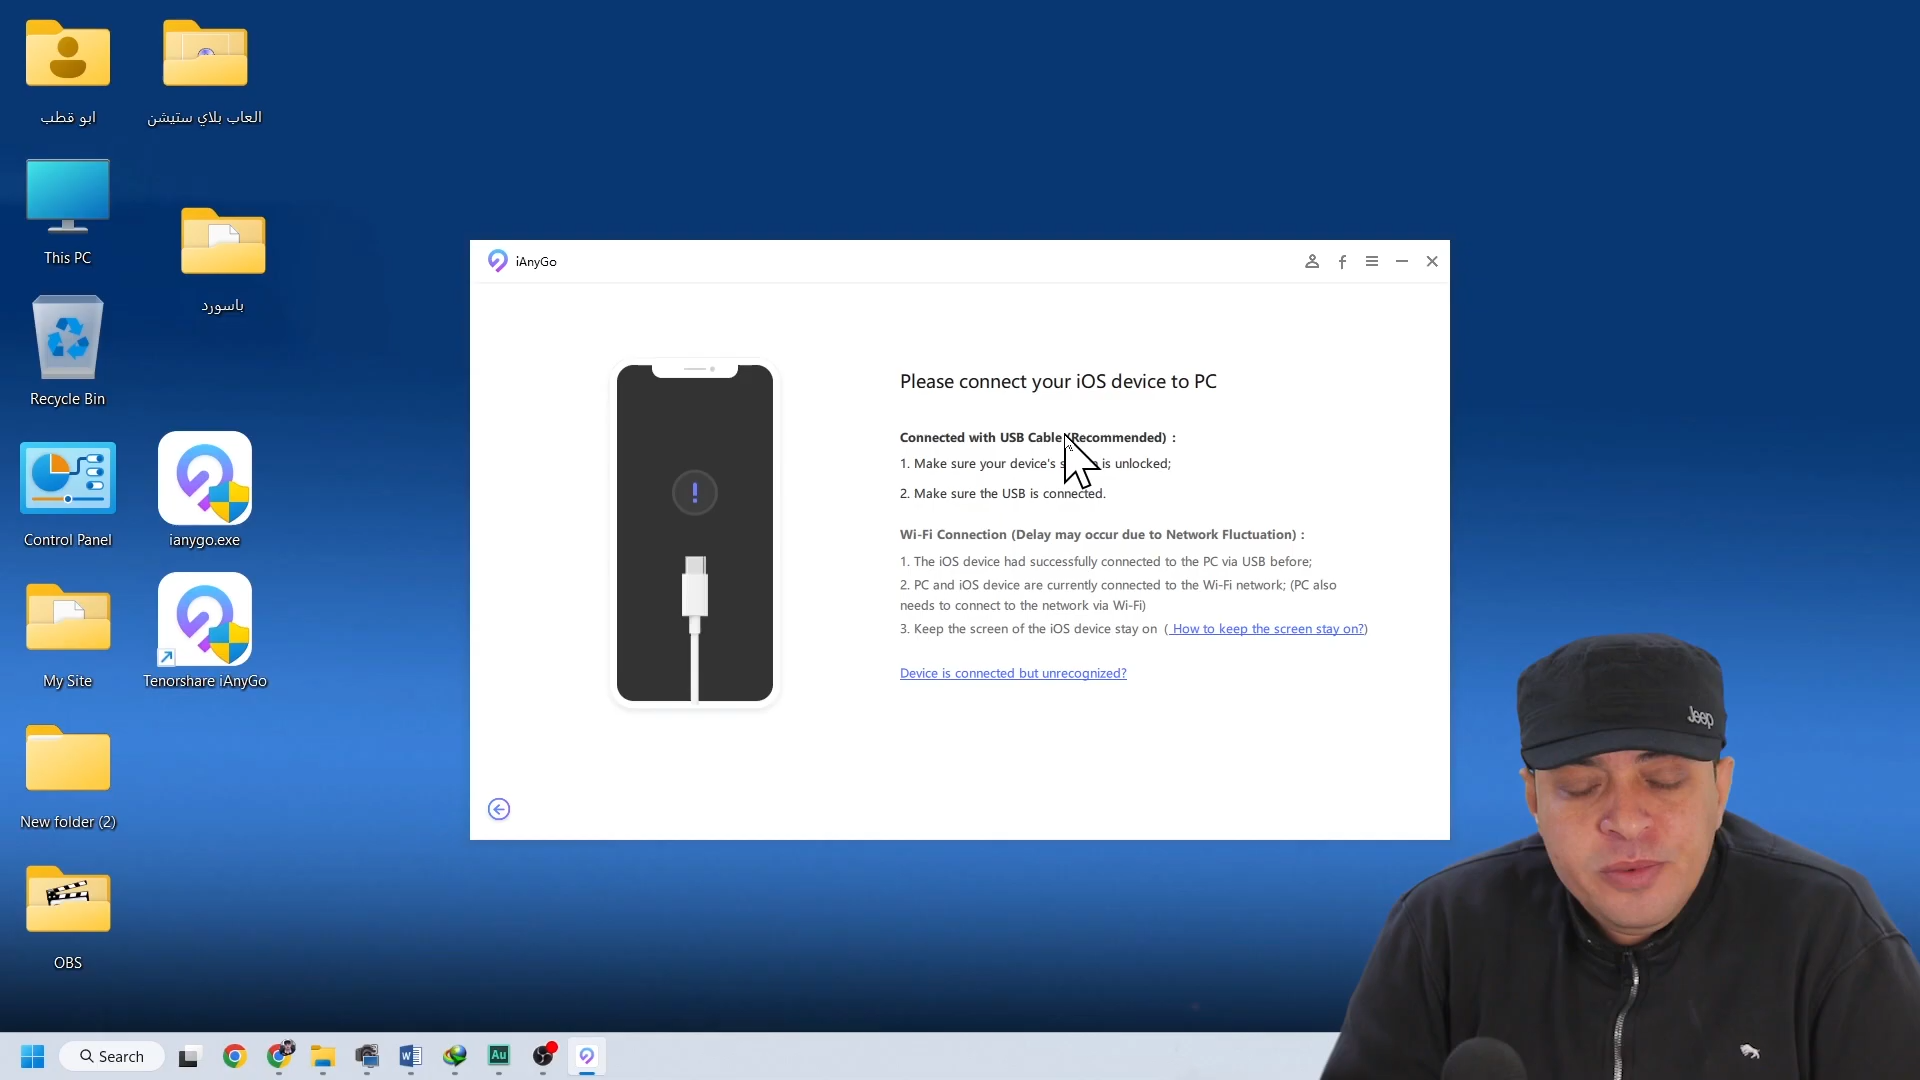 ابو قطب
العاب بلاي ستيشن
This PC
باسورد
Recycle Bin
Control Panel
ianygo.exe
My Site
Tenorshare iAnyGo
New folder (2)
OBS
iAnyGo
Please connect your iOS device to PC
Connected with USB Cable (Recommended) :
1. Make sure your device's is unlocked;
2. Make sure the USB is connected.
Wi-Fi Connection (Delay may occur due to Network Fluctuation) :
1. The iOS device had successfully connected to the PC via USB before;
2. PC and iOS device are currently connected to the Wi-Fi network; (PC also
needs to connect to the network via Wi-Fi)
3. Keep the screen of the iOS device stay on ( How to keep the screen stay on?)
Device is connected but unrecognized?
Jeep
Search
Au